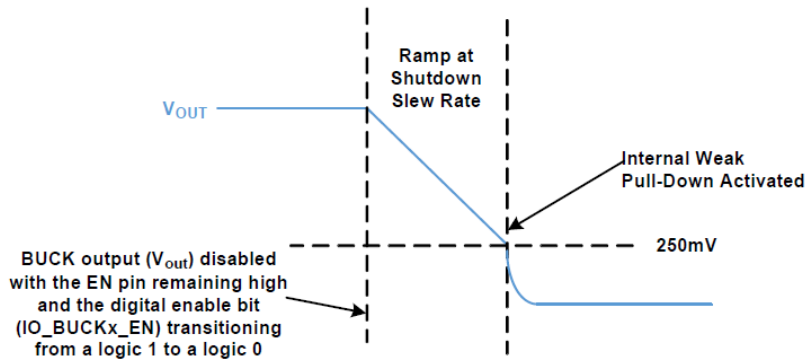 Ramp at
Shutdown
Slew Rate
VOUT
Internal Weak
Pull-Down Activated
250mV
BUCK output (Vout) disabled
with the EN pin remaining high
and the digital enable bit
(IO_BUCKx_EN) transitioning
from a logic 1 to a logic 0